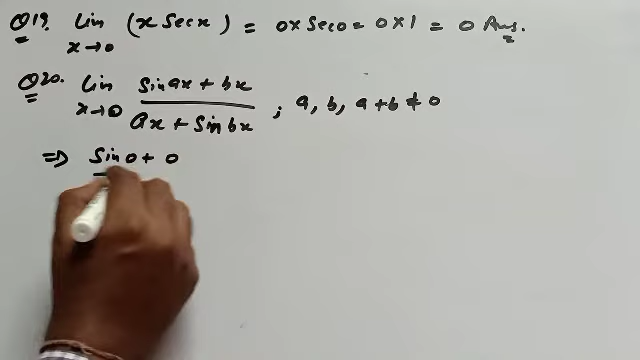 Q19. Lim x→0 (x Sec x) = 0 x Sec 0 = 0 x 1 = 0 Ans.
Q20. Lim x→0 Sin ax + bx / ax + Sin bx ; a, b, a + b ≠ 0
⇒ Sin 0 + 0